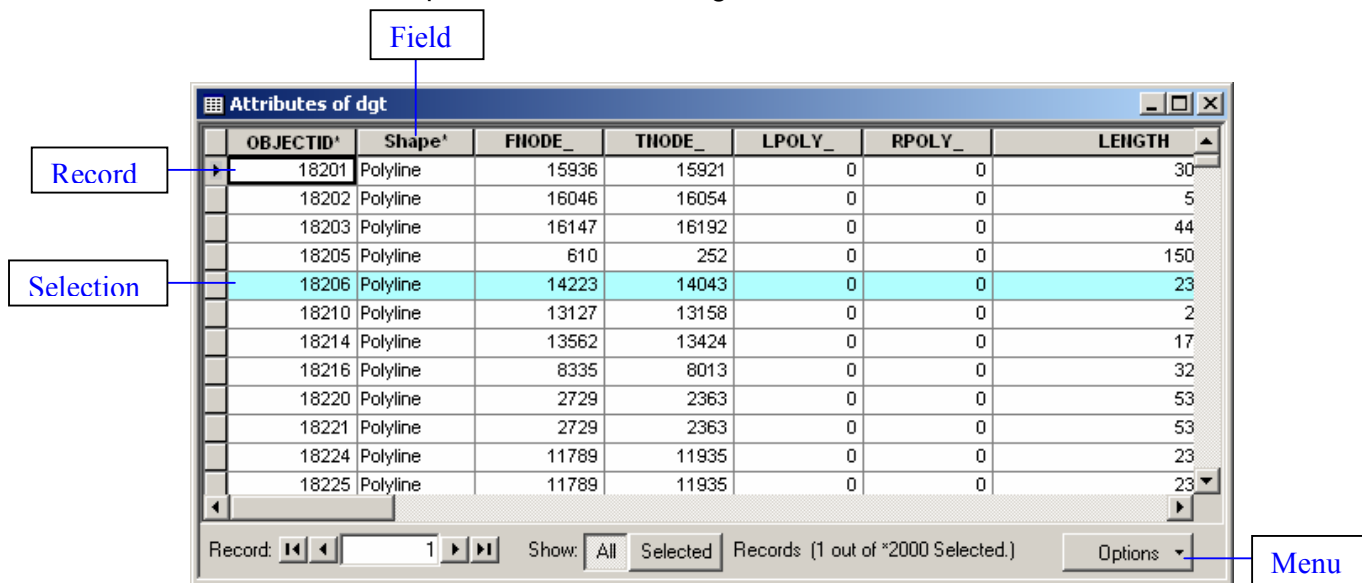 Field
Attributes of dgt
OBJECTID* Shape* FNODE_ TNODE_ LPOLY_ RPOLY_ LENGTH
Record
18201 Polyline 15936 15921 0 0 30
18202 Polyline 16046 16054 0 0 5
18203 Polyline 16147 16192 0 0 44
18205 Polyline 610 252 0 0 150
Selection
18206 Polyline 14223 14043 0 0 23
18210 Polyline 13127 13158 0 0 2
18214 Polyline 13562 13424 0 0 17
18216 Polyline 8335 8013 0 0 32
18220 Polyline 2729 2363 0 0 53
18221 Polyline 2729 2363 0 0 53
18224 Polyline 11789 11935 0 0 23
18225 Polyline 11789 11935 0 0 23
Record: 1 Show: All Selected Records (1 out of *2000 Selected.) Options
Menu